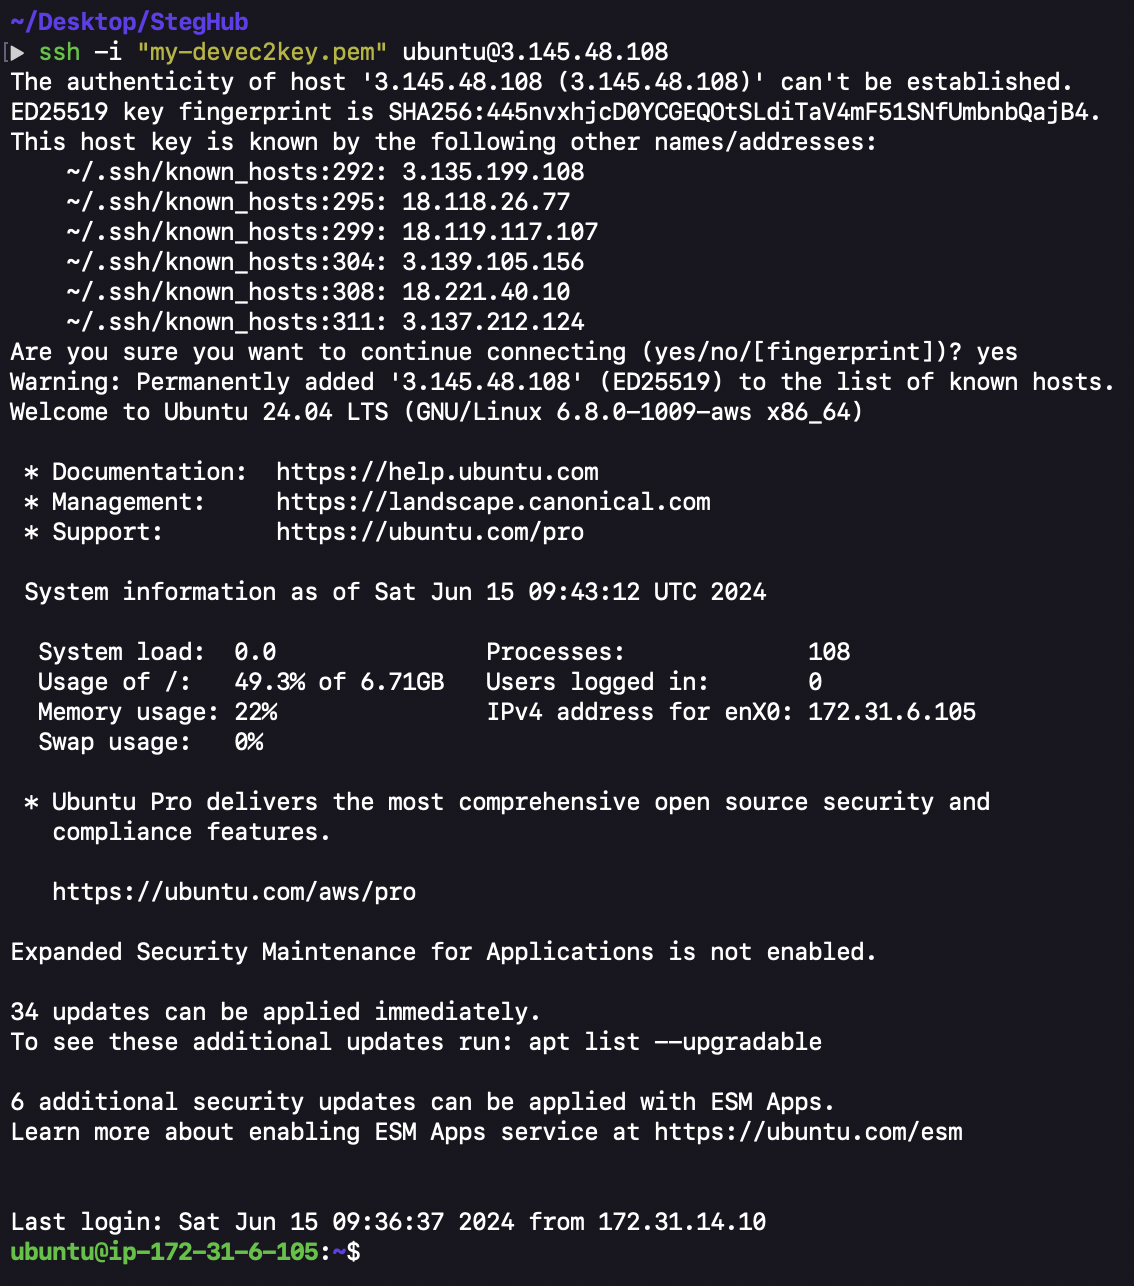 ~/Desktop/StegHub
▶ ssh -i "my-devec2key.pem" ubuntu@3.145.48.108
The authenticity of host '3.145.48.108 (3.145.48.108)' can't be established.
ED25519 key fingerprint is SHA256:445nvxhjcD0YCGEQOtSLdiTaV4mF51SNfUmbnbQajB4.
This host key is known by the following other names/addresses:
    ~/.ssh/known_hosts:292: 3.135.199.108
    ~/.ssh/known_hosts:295: 18.118.26.77
    ~/.ssh/known_hosts:299: 18.119.117.107
    ~/.ssh/known_hosts:304: 3.139.105.156
    ~/.ssh/known_hosts:308: 18.221.40.10
    ~/.ssh/known_hosts:311: 3.137.212.124
Are you sure you want to continue connecting (yes/no/[fingerprint])? yes
Warning: Permanently added '3.145.48.108' (ED25519) to the list of known hosts.
Welcome to Ubuntu 24.04 LTS (GNU/Linux 6.8.0-1009-aws x86_64)

 * Documentation:  https://help.ubuntu.com
 * Management:     https://landscape.canonical.com
 * Support:        https://ubuntu.com/pro

 System information as of Sat Jun 15 09:43:12 UTC 2024

  System load:  0.0               Processes:             108
  Usage of /:   49.3% of 6.71GB   Users logged in:       0
  Memory usage: 22%               IPv4 address for enX0: 172.31.6.105
  Swap usage:   0%

 * Ubuntu Pro delivers the most comprehensive open source security and
   compliance features.

   https://ubuntu.com/aws/pro

Expanded Security Maintenance for Applications is not enabled.

34 updates can be applied immediately.
To see these additional updates run: apt list --upgradable

6 additional security updates can be applied with ESM Apps.
Learn more about enabling ESM Apps service at https://ubuntu.com/esm


Last login: Sat Jun 15 09:36:37 2024 from 172.31.14.10
ubuntu@ip-172-31-6-105:~$